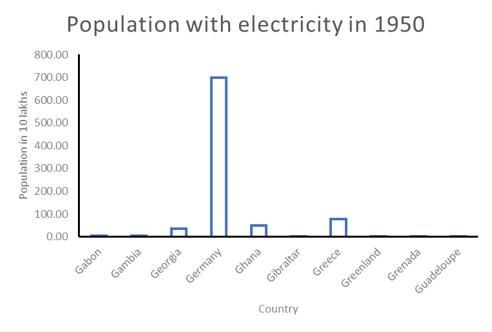 Population with electricity in 1950
800.00
700.00
600.00
500.00
400.00
300.00
200.00
100.00
0.00
Population in 10 lakhs
Gabon
Gambia
Georgia
Germany
Ghana
Gibraltar
Greece
Greenland
Grenada
Guadeloupe
Country